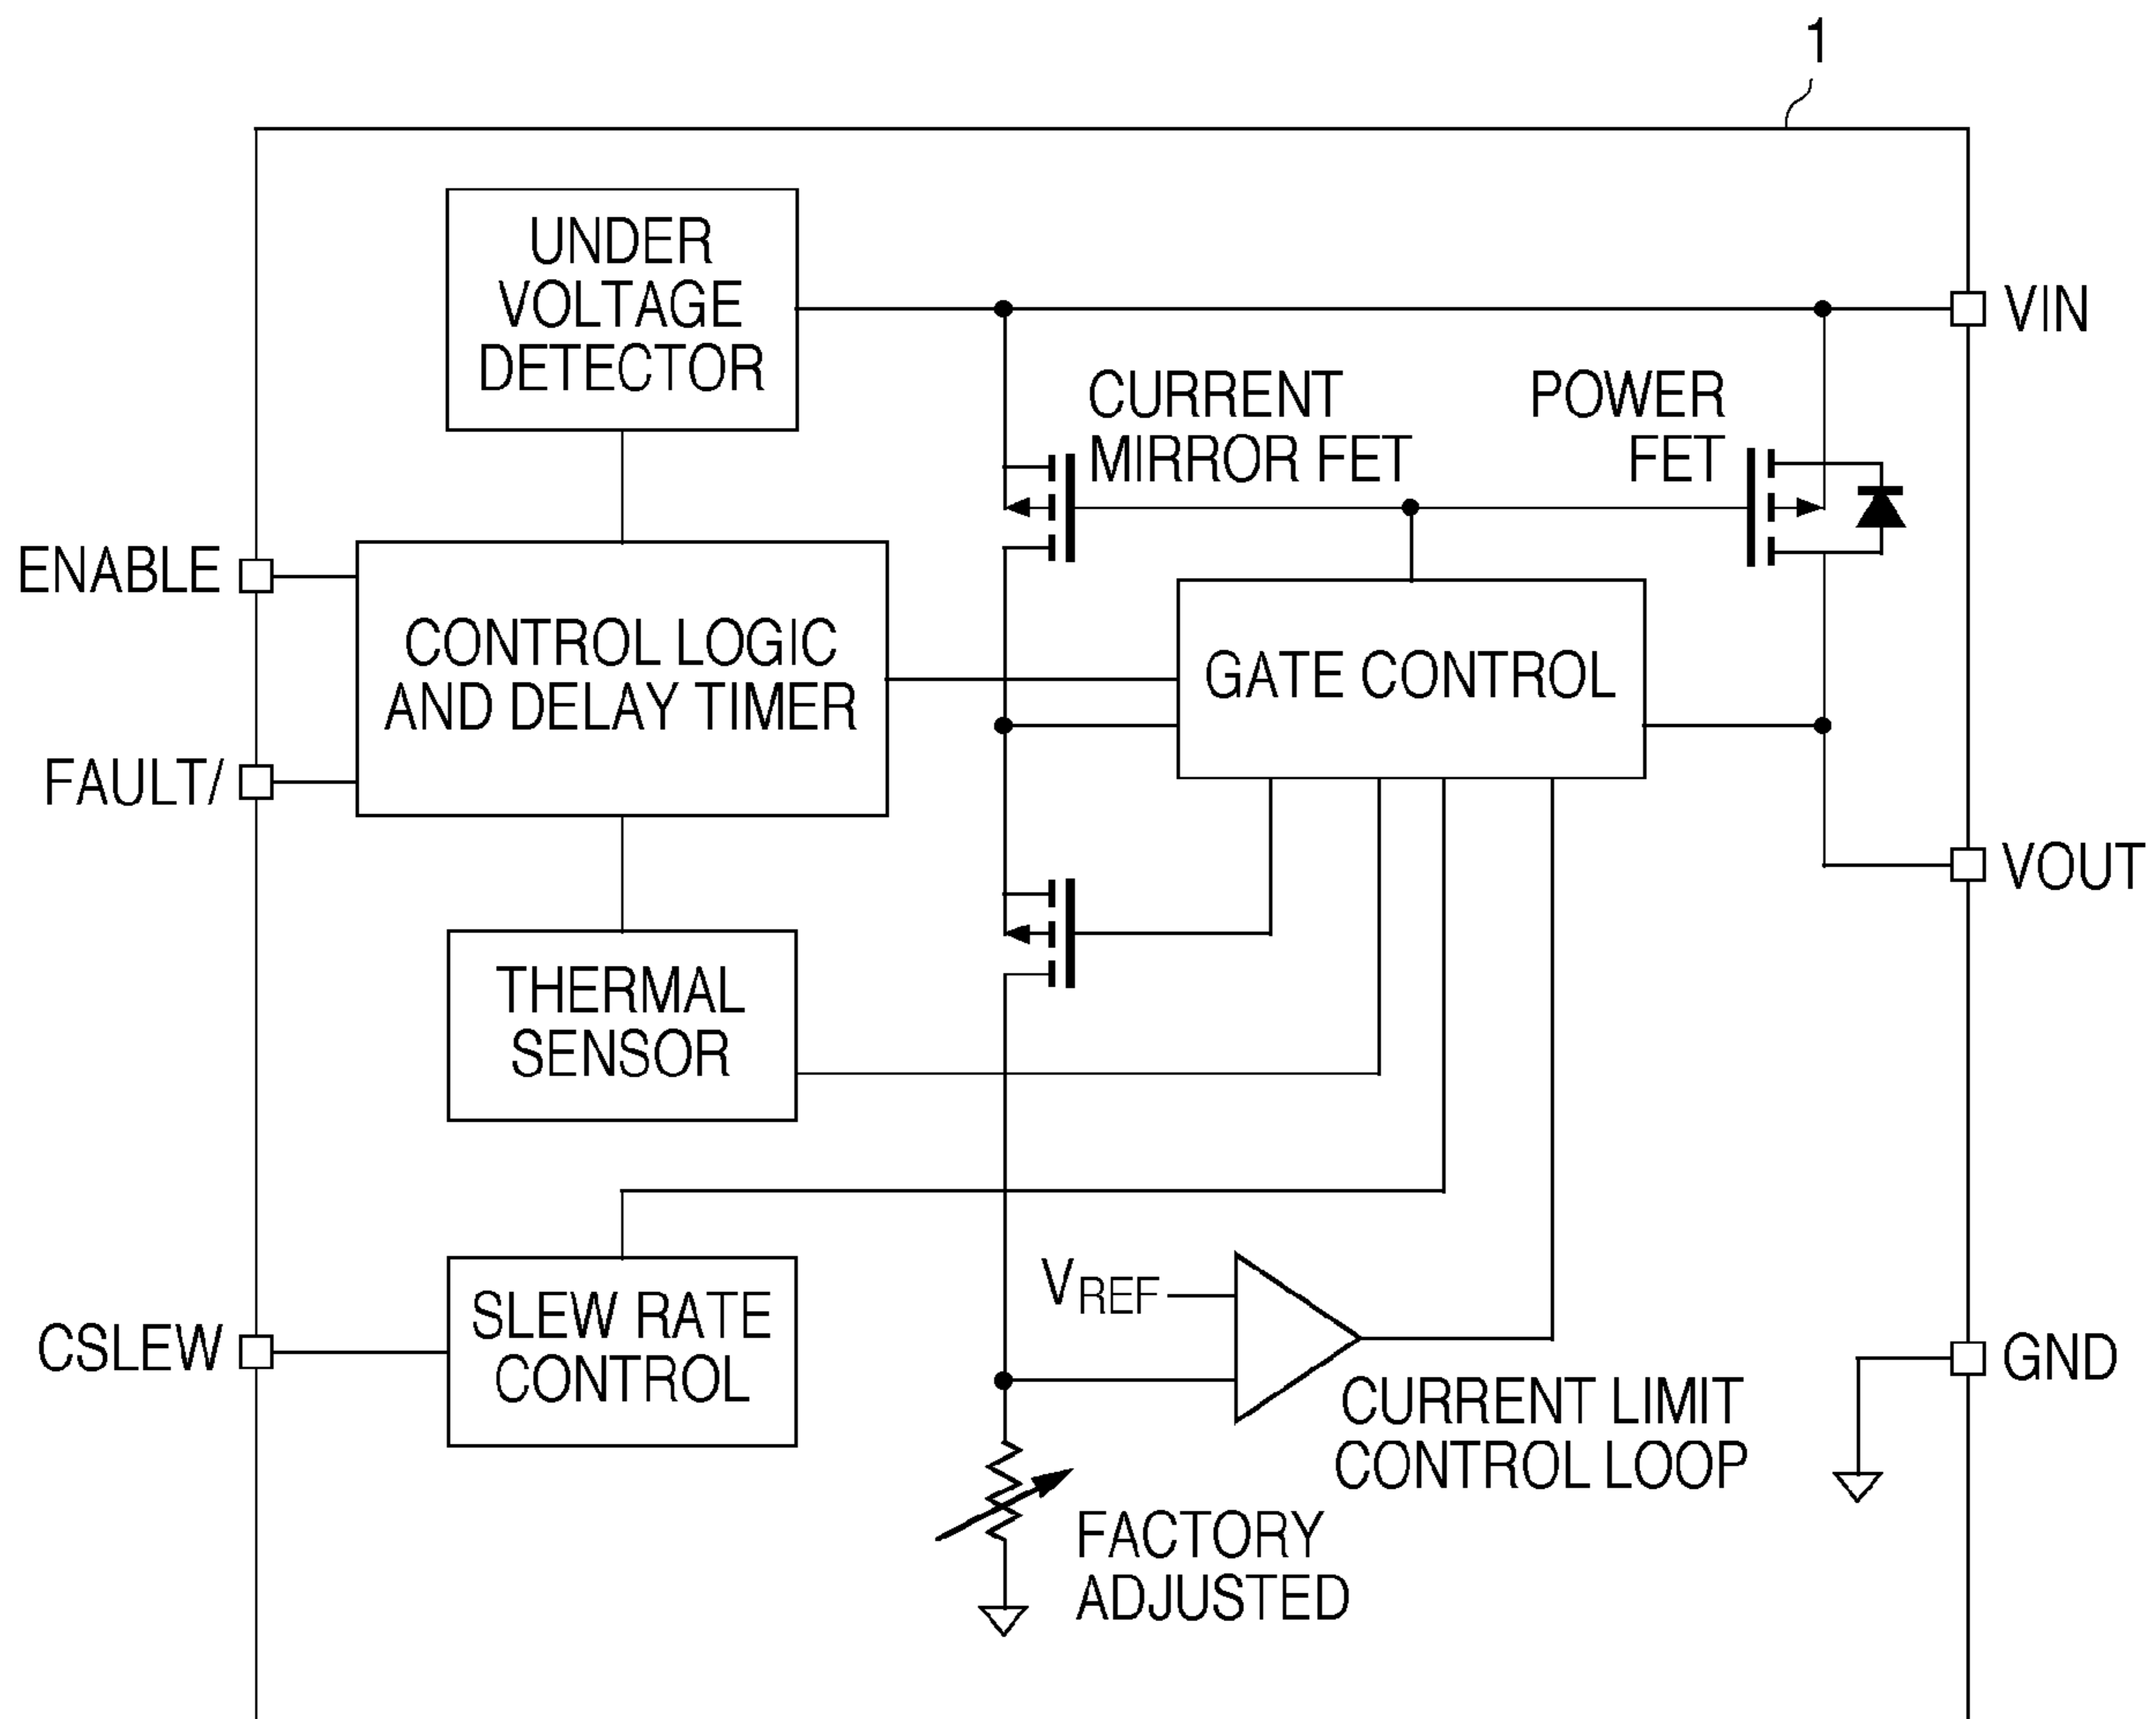 1
UNDER
VOLTAGE
DETECTOR
VIN
CURRENT
MIRROR FET
POWER
FET
ENABLE
CONTROL LOGIC
AND DELAY TIMER
GATE CONTROL
FAULT/
VOUT
THERMAL
SENSOR
VREF
SLEW RATE
CONTROL
CSLEW
GND
CURRENT LIMIT
CONTROL LOOP
FACTORY
ADJUSTED